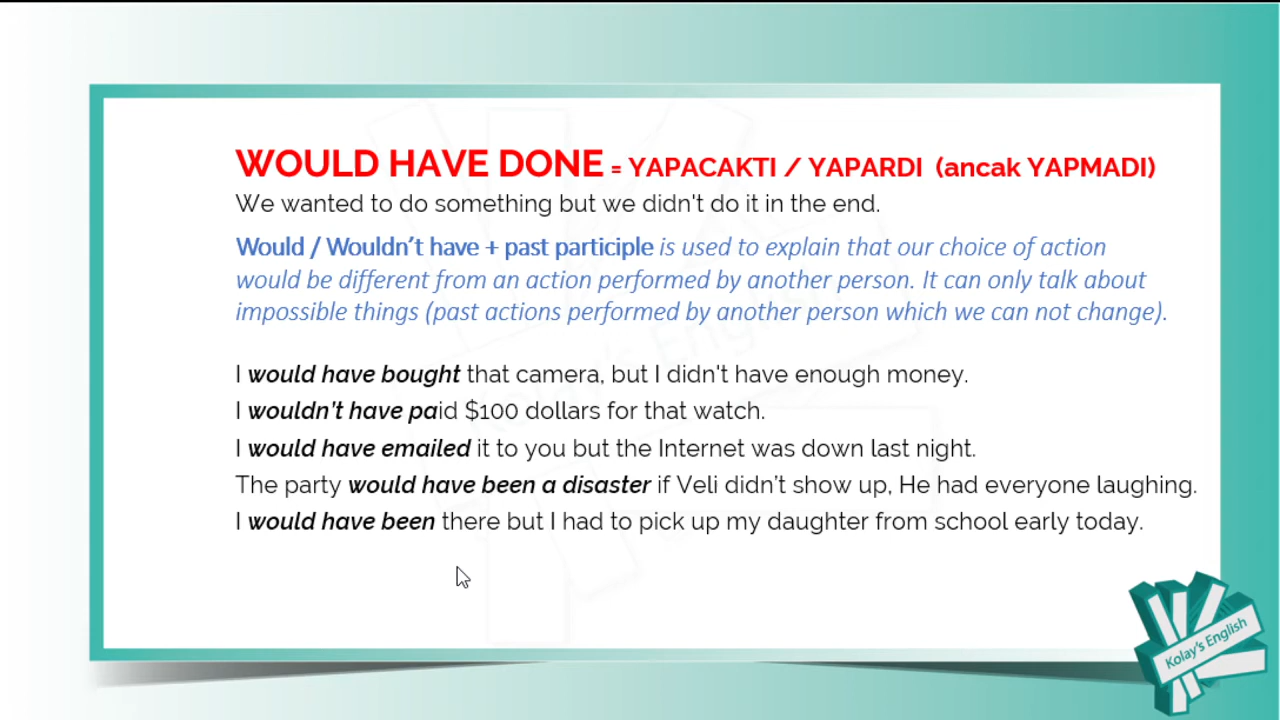 WOULD HAVE DONE = YAPACAKTI / YAPARDI (ancak YAPMADI)
We wanted to do something but we didn't do it in the end.
Would / Wouldn’t have + past participle is used to explain that our choice of action
would be different from an action performed by another person. It can only talk about
impossible things (past actions performed by another person which we can not change).
I would have bought that camera, but I didn't have enough money.
I wouldn’t have paid $100 dollars for that watch.
I would have emailed it to you but the Internet was down last night.
The party would have been a disaster if Veli didn’t show up, He had everyone laughing.
I would have been there but I had to pick up my daughter from school early today.
Kolay's English